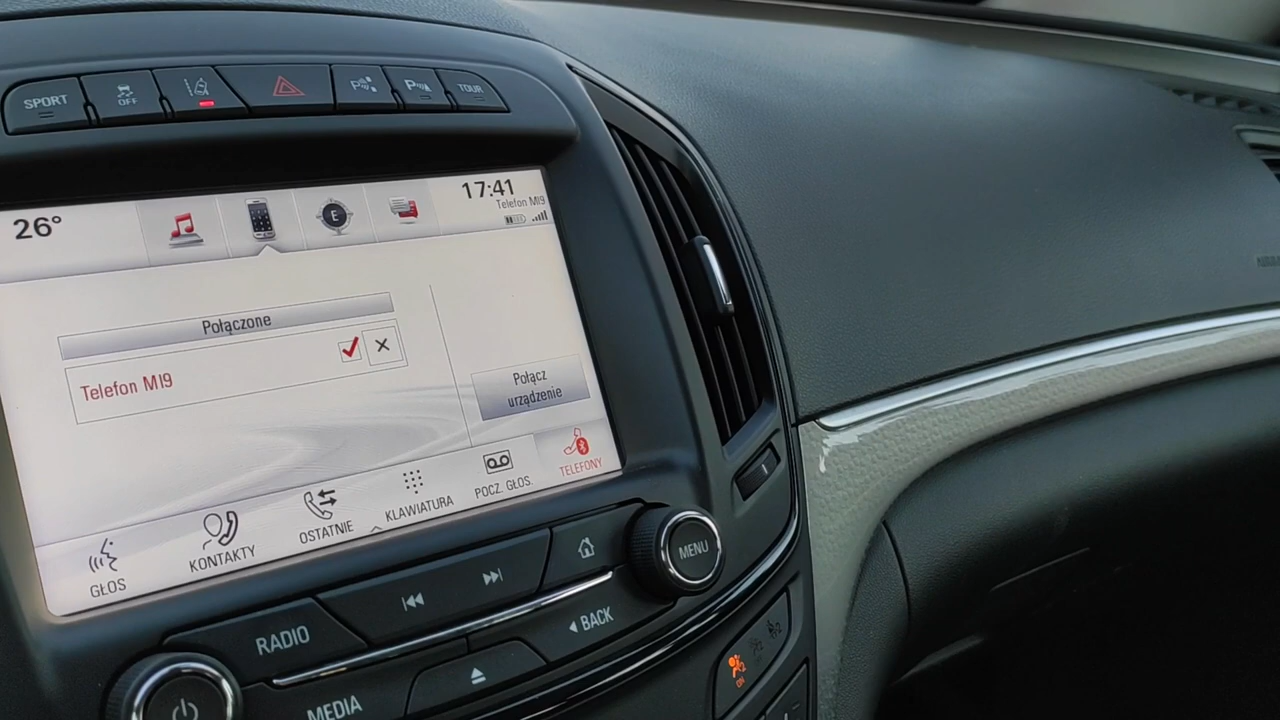 SPORT
OFF
TOUR
26°
E
17:41
Telefon MI9
Połączone
Telefon MI9
Połącz
urządzenie
GŁOS
KONTAKTY
OSTATNIE
KLAWIATURA
POCZ. GŁOS.
TELEFONY
MENU
RADIO
BACK
MEDIA
ON